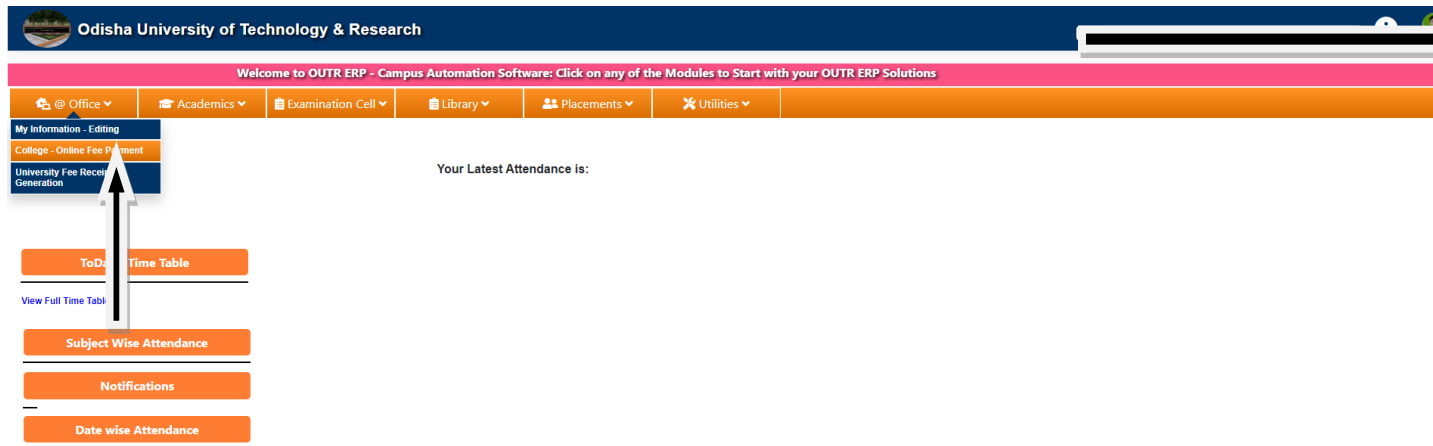 Odisha University of Technology & Research
Welcome to OUTR ERP - Campus Automation Software: Click on any of the Modules to Start with your OUTR ERP Solutions
@ Office Academics Examination Cell Library Placements Utilities
My Information - Editing
College - Online Fee Payment
University Fee
Generation
Your Latest Attendance is:
Time Table
View Full Time Table
Subject Wise Attendance
Notifications
Date wise Attendance